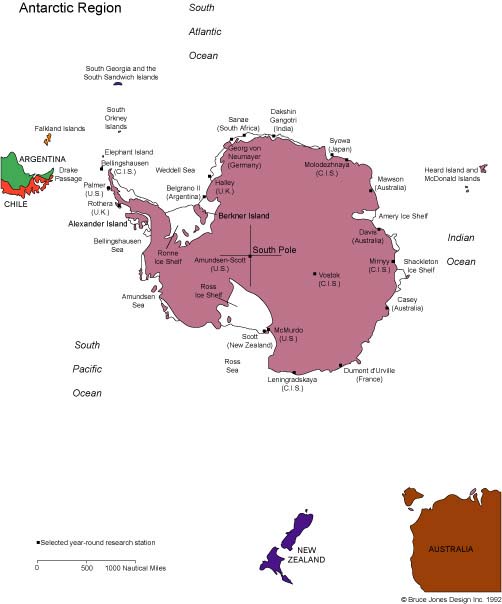 Antarctic Region
South
Atlantic
Ocean
South Georgia and the
South Sandwich Islands
South
Orkney
Islands
Falkland Islands
ARGENTINA
CHILE
Drake
Passage
Elephant Island
Bellingshausen
(C.I.S.)
Palmer
(U.S.)
Rothera
(U.K.)
Alexander Island
Bellingshausen
Sea
Weddell Sea
Belgrano II
(Argentina)
Sanae
(South Africa)
Dakshin
Gangotri
(India)
Georg von
Neumayer
(Germany)
Halley
(U.K.)
Berkner Island
Syowa
(Japan)
Molodezhnaya
(C.I.S.)
Mawson
(Australia)
Heard Island and
McDonald Islands
Amery Ice Shelf
Davis
(Australia)
Indian
Ocean
Mirnyy
(C.I.S.)
Shackleton
Ice Shelf
Casey
(Australia)
Ronne
Ice Shelf
South Pole
Amundsen-Scott
(U.S.)
Vostok
(C.I.S.)
Ross
Ice Shelf
Amundsen
Sea
Scott
(New Zealand)
McMurdo
(U.S.)
Ross
Sea
Leningradskaya
(C.I.S.)
Dumont d'Urville
(France)
South
Pacific
Ocean
Selected year-round research station
0 500 1000 Nautical Miles
NEW
ZEALAND
AUSTRALIA
© Bruce Jones Design Inc. 1992